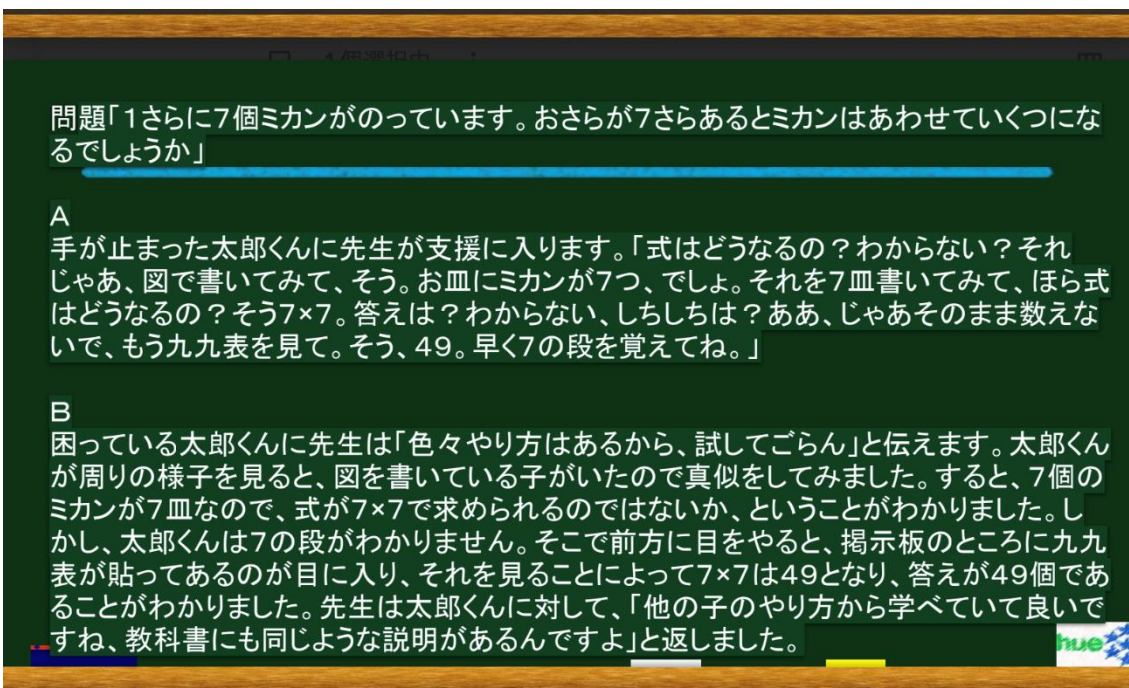 問題「1さらに7個ミカンがのっています。おさらが7さらあるとミカンはあわせていくつにな
るでしょうか」
A
手が止まった太郎くんに先生が支援に入ります。「式はどうなるの？わからない？それ
じゃあ、図で書いてみて、そう。お皿にミカンが7つ、でしょ。それを7皿書いてみて、ほら式
はどうなるの？そう7×7。答えは？わからない、しちしちは？ああ、じゃあそのまま数えな
いで、もう九九表を見て。そう、49。早く7の段を覚えてね。」
B
困っている太郎くんに先生は「色々やり方はあるから、試してごらん」と伝えます。太郎くん
が周りの様子を見ると、図を書いている子がいたので真似をしてみました。すると、7個の
ミカンが7皿なので、式が7×7で求められるのではないか、ということがわかりました。し
かし、太郎くんは7の段がわかりません。そこで前方に目をやると、掲示板のところに九九
表が貼ってあるのが目に入り、それを見ることによって7×7は49となり、答えが49個であ
ることがわかりました。先生は太郎くんに対して、「他の子のやり方から学べていて良いで
すね、教科書にも同じような説明があるんですよ」と返しました。
hue